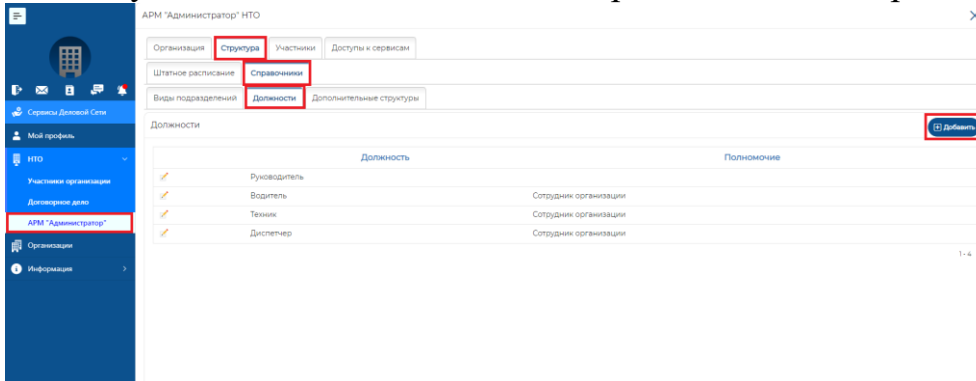 АРМ "Администратор" НТО
Организация Структура Участники Доступы к сервисам
Штатное расписание Справочники
Виды подразделений Должности Дополнительные структуры
Должности
Добавить
Должность Полномочие
Руководитель
Водитель Сотрудник организации
Техник Сотрудник организации
Диспетчер Сотрудник организации
1 - 4
Сервисы Деловой Сети
Мой профиль
НТО
Участники организации
Договорное дело
АРМ "Администратор"
Организации
Информация